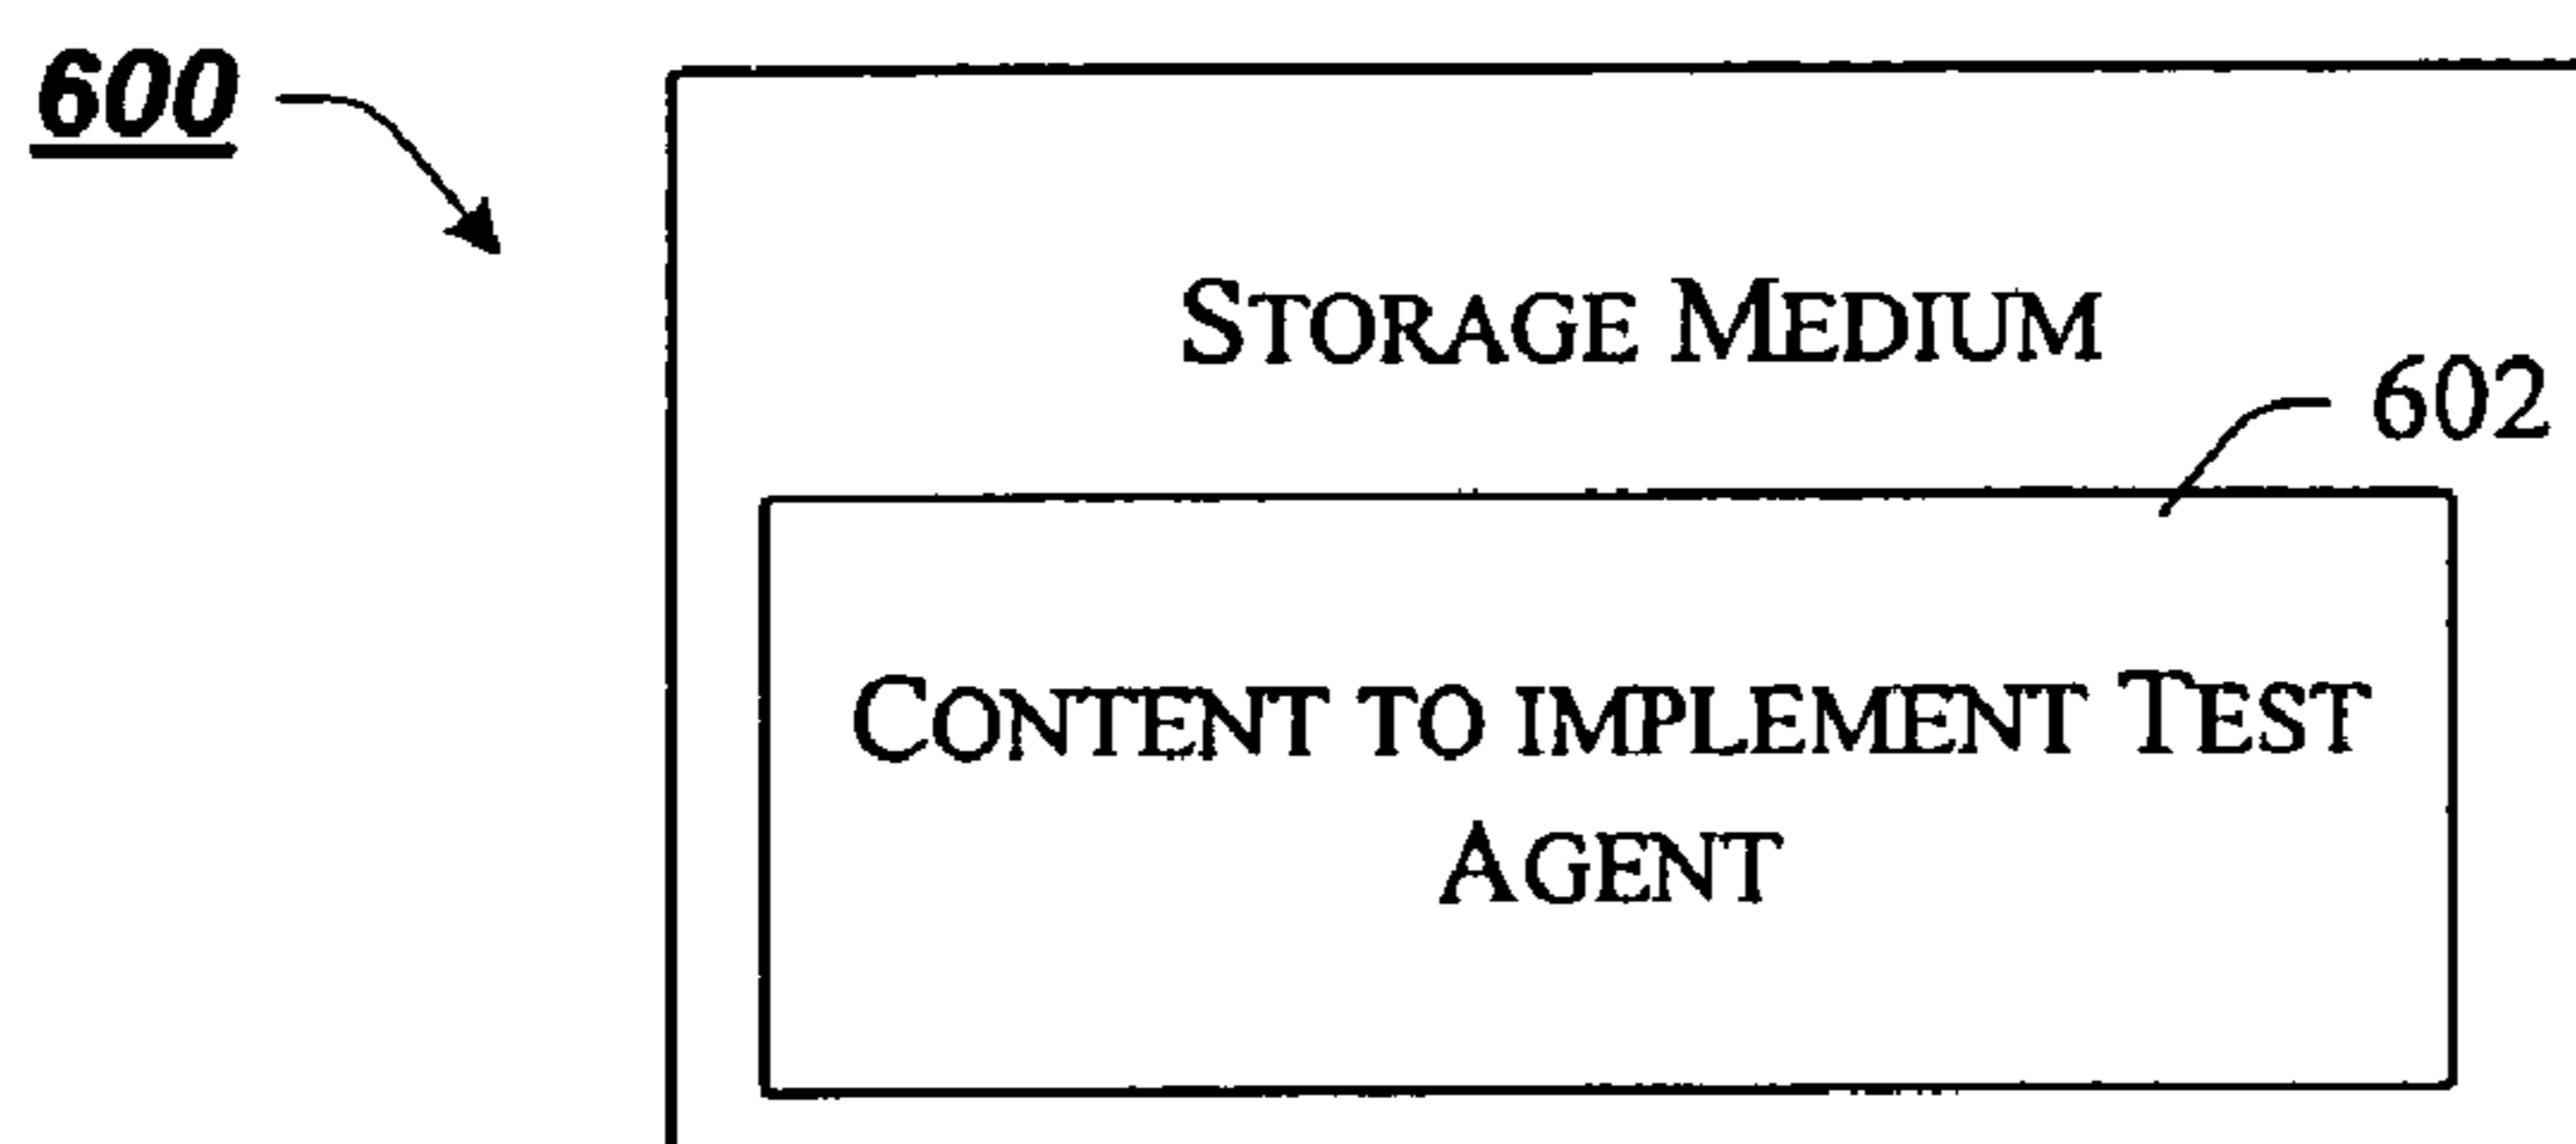 600
STORAGE MEDIUM
602
CONTENT TO IMPLEMENT TEST
AGENT